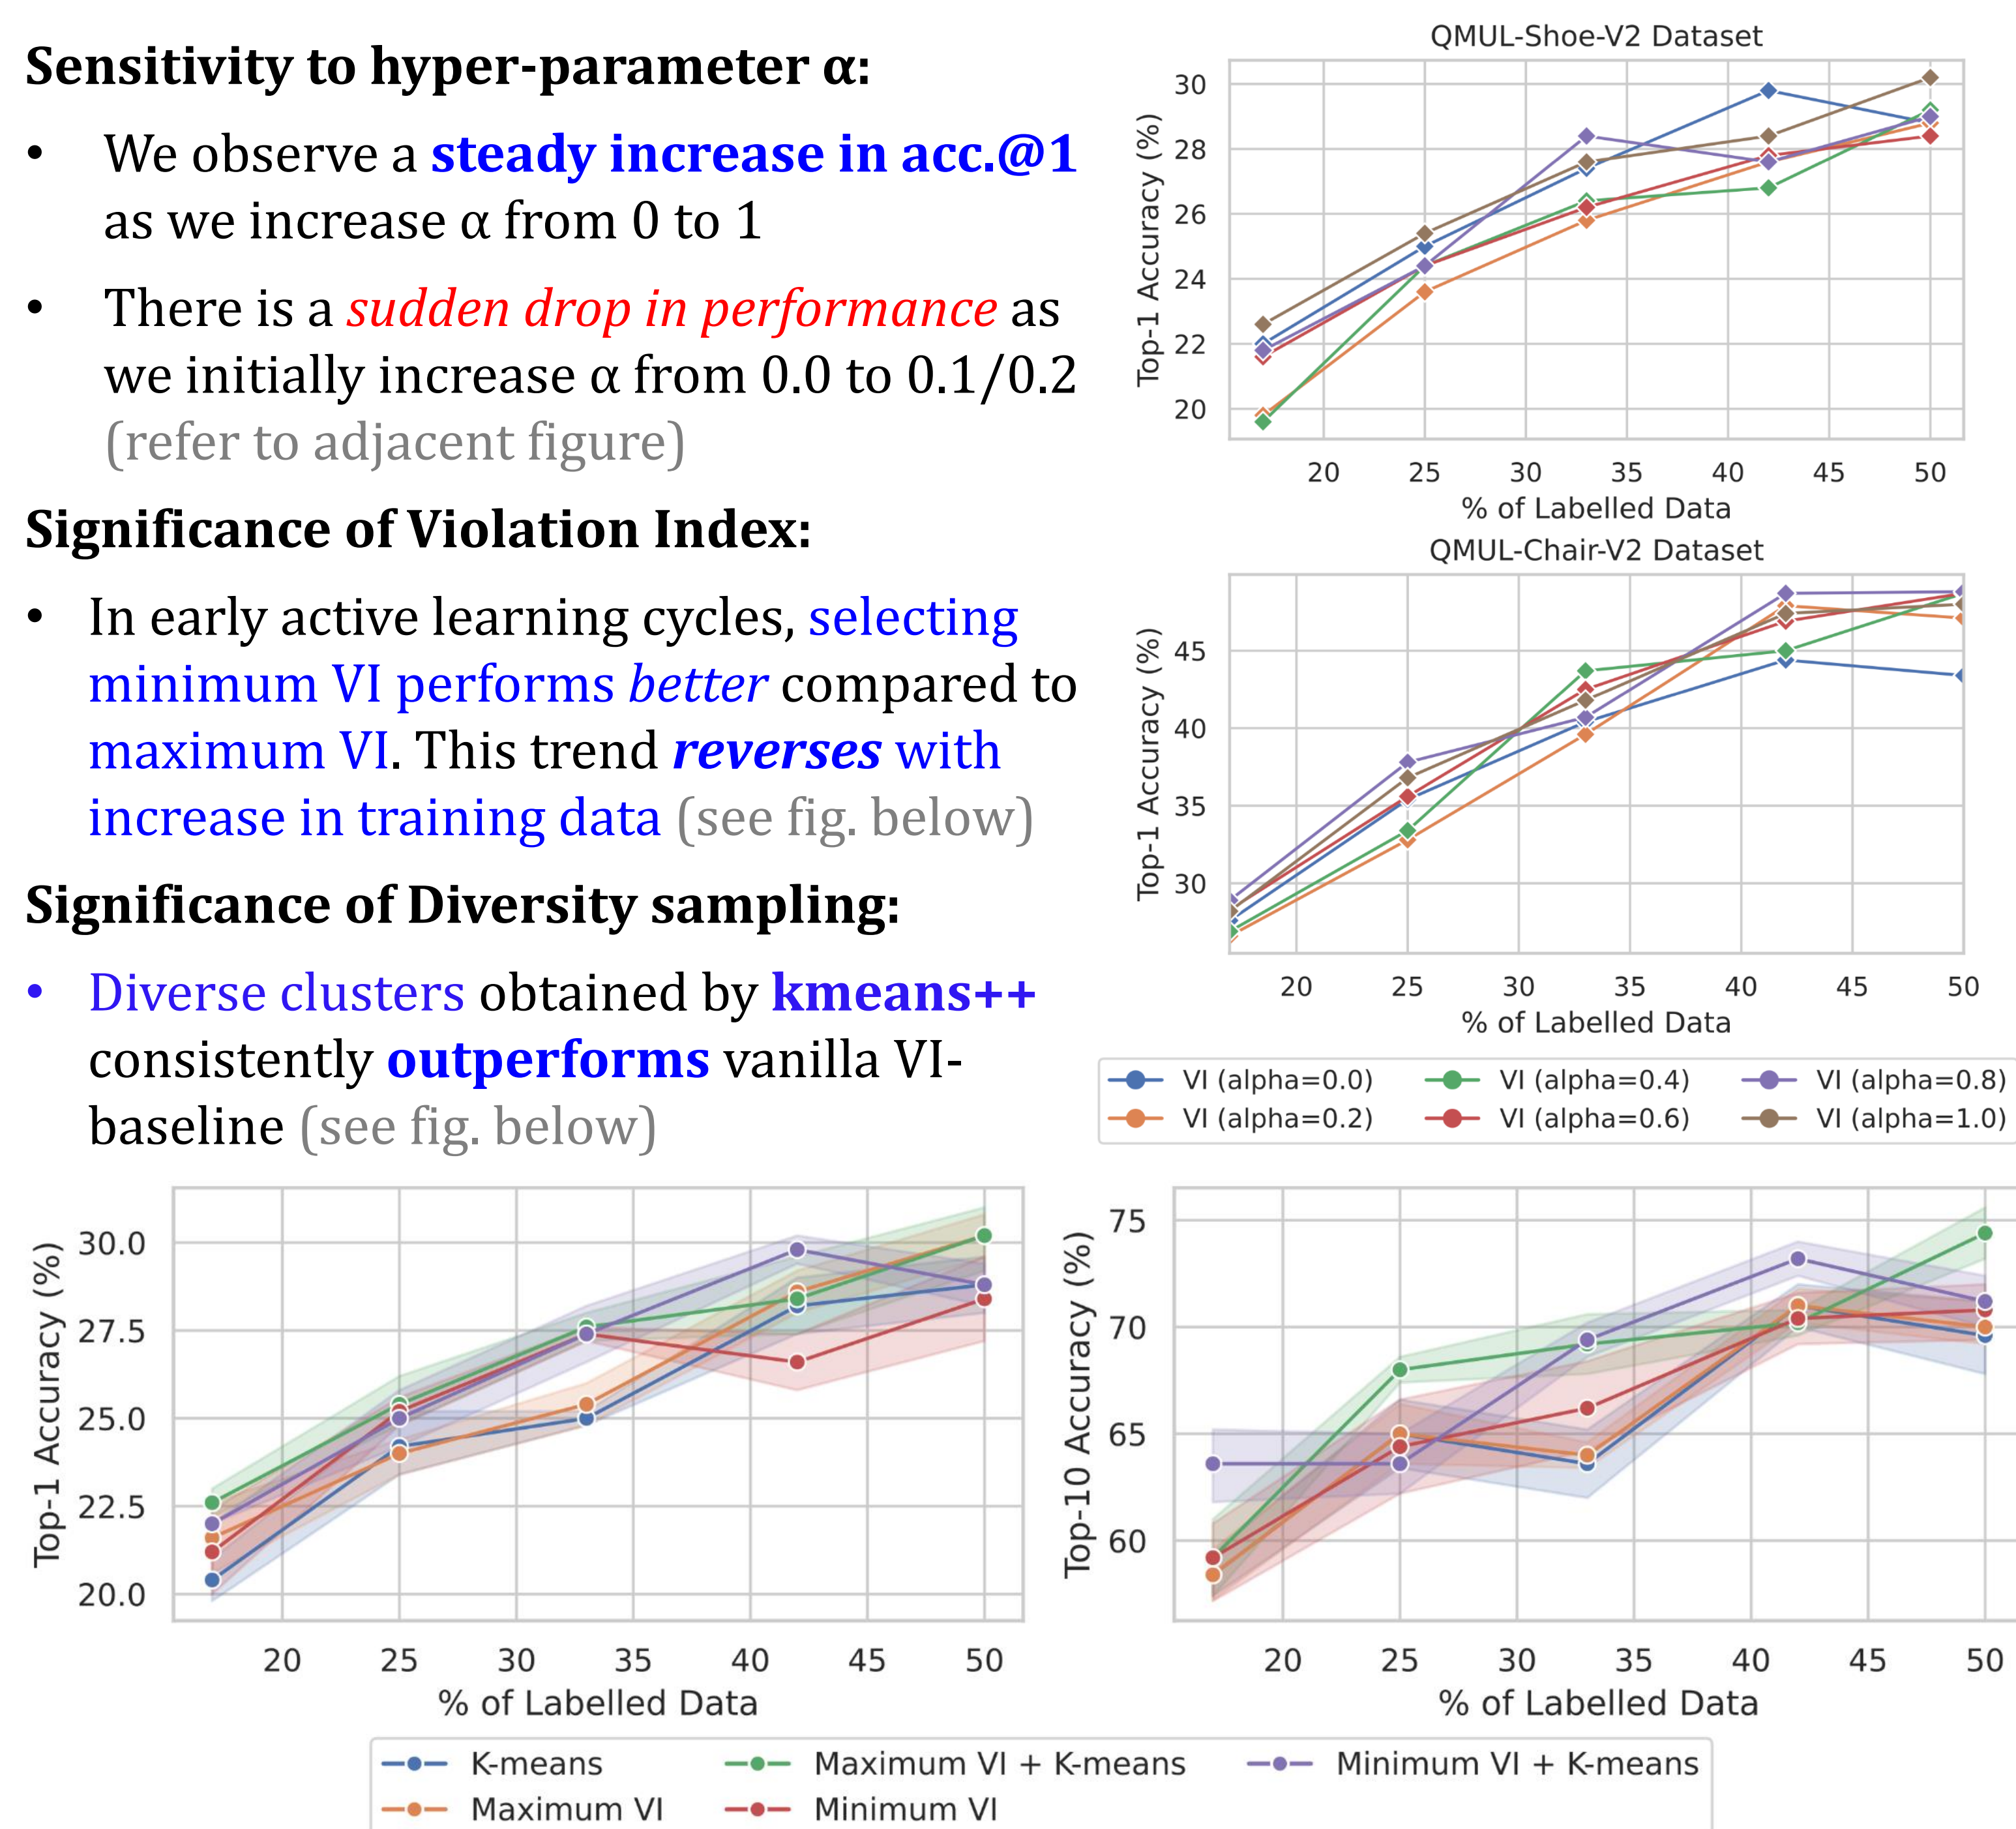 Sensitivity to hyper-parameter α:
• We observe a steady increase in acc.@1
as we increase α from 0 to 1
• There is a sudden drop in performance as
we initially increase α from 0.0 to 0.1/0.2
(refer to adjacent figure)
Significance of Violation Index:
• In early active learning cycles, selecting
minimum VI performs better compared to
maximum VI. This trend reverses with
increase in training data (see fig. below)
Significance of Diversity sampling:
• Diverse clusters obtained by kmeans++
consistently outperforms vanilla VI-
baseline (see fig. below)
QMUL-Shoe-V2 Dataset
Top-1 Accuracy (%)
30
28
26
24
22
20
20 25 30 35 40 45 50
% of Labelled Data
QMUL-Chair-V2 Dataset
Top-1 Accuracy (%)
45
40
35
30
20 25 30 35 40 45 50
% of Labelled Data
VI (alpha=0.0) VI (alpha=0.4) VI (alpha=0.8)
VI (alpha=0.2) VI (alpha=0.6) VI (alpha=1.0)
Top-1 Accuracy (%)
30.0
27.5
25.0
22.5
20.0
20 25 30 35 40 45 50
% of Labelled Data
Top-10 Accuracy (%)
75
70
65
60
20 25 30 35 40 45 50
% of Labelled Data
K-means Maximum VI + K-means Minimum VI + K-means
Maximum VI Minimum VI